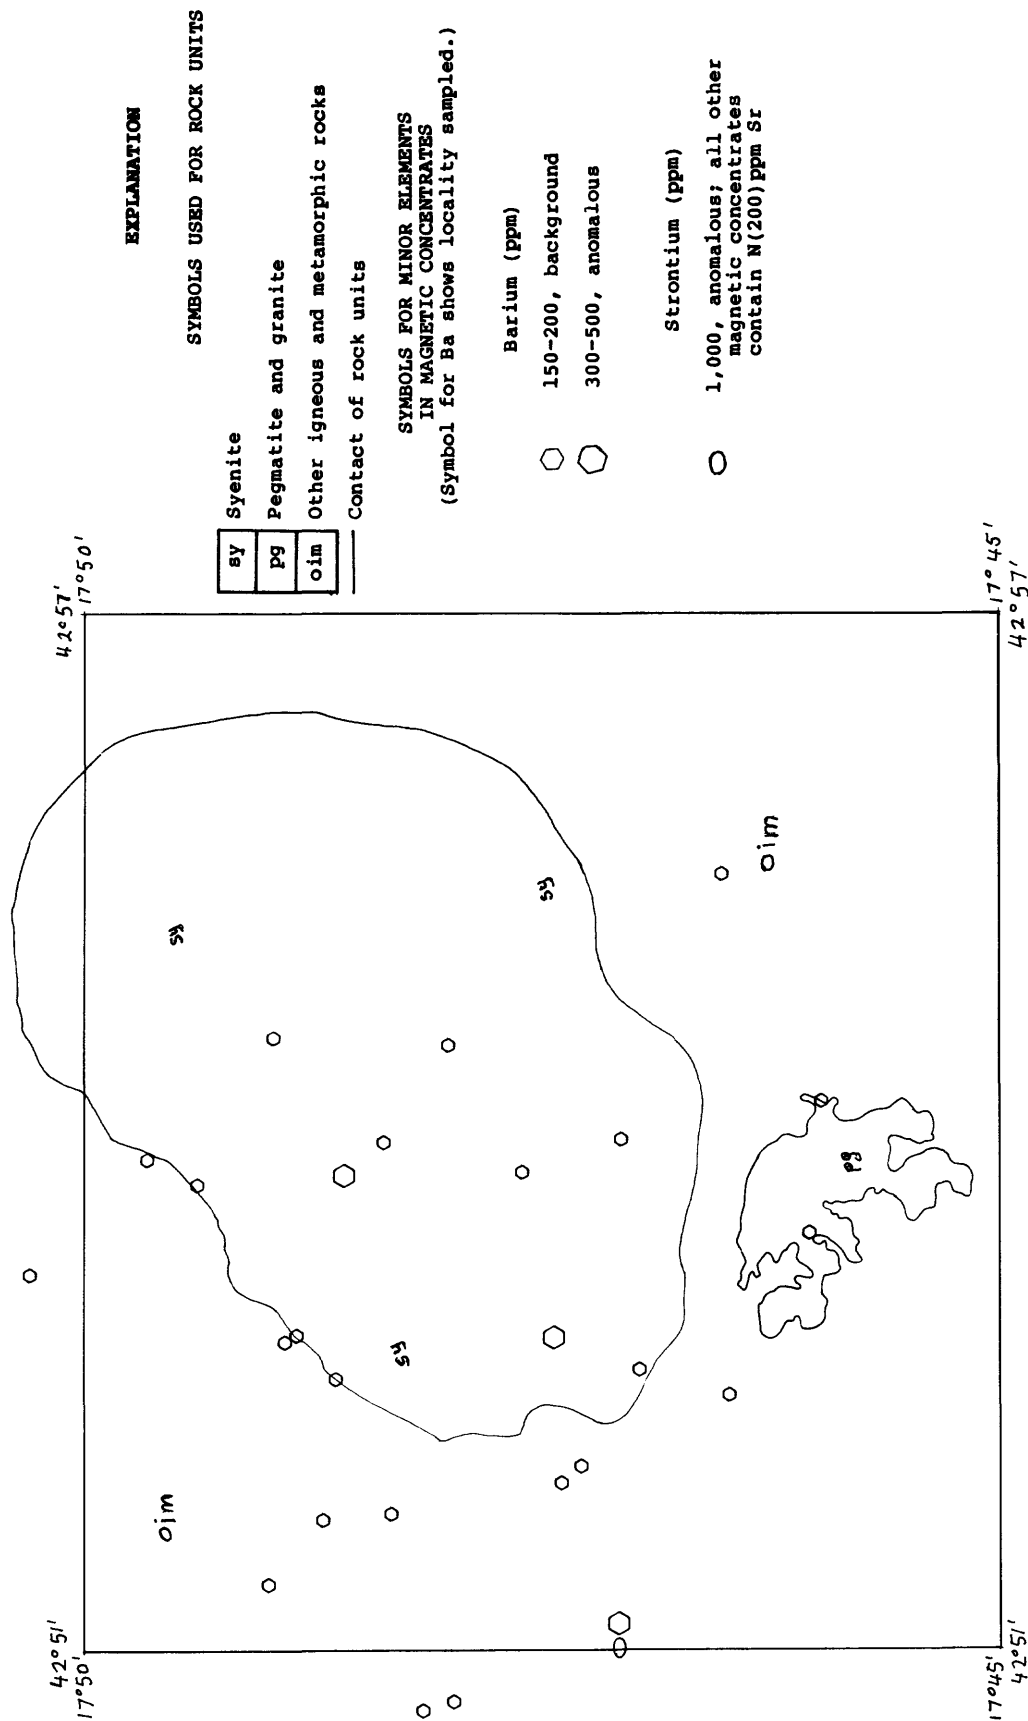 EXPLANATION
SYMBOLS USED FOR ROCK UNITS
sy Syenite
pg Pegmatite and granite
oim Other igneous and metamorphic rocks
Contact of rock units
SYMBOLS FOR MINOR ELEMENTS
IN MAGNETIC CONCENTRATES
(Symbol for Ba shows locality sampled.)
Barium (ppm)
150-200, background
300-500, anomalous
Strontium (ppm)
1,000, anomalous; all other
magnetic concentrates
contain N(200)ppm Sr
42°51'
17°50'
42°57'
17°50'
oim
sy
sy
sy
oim
pg
17°45'
42°51'
17°45'
42°57'